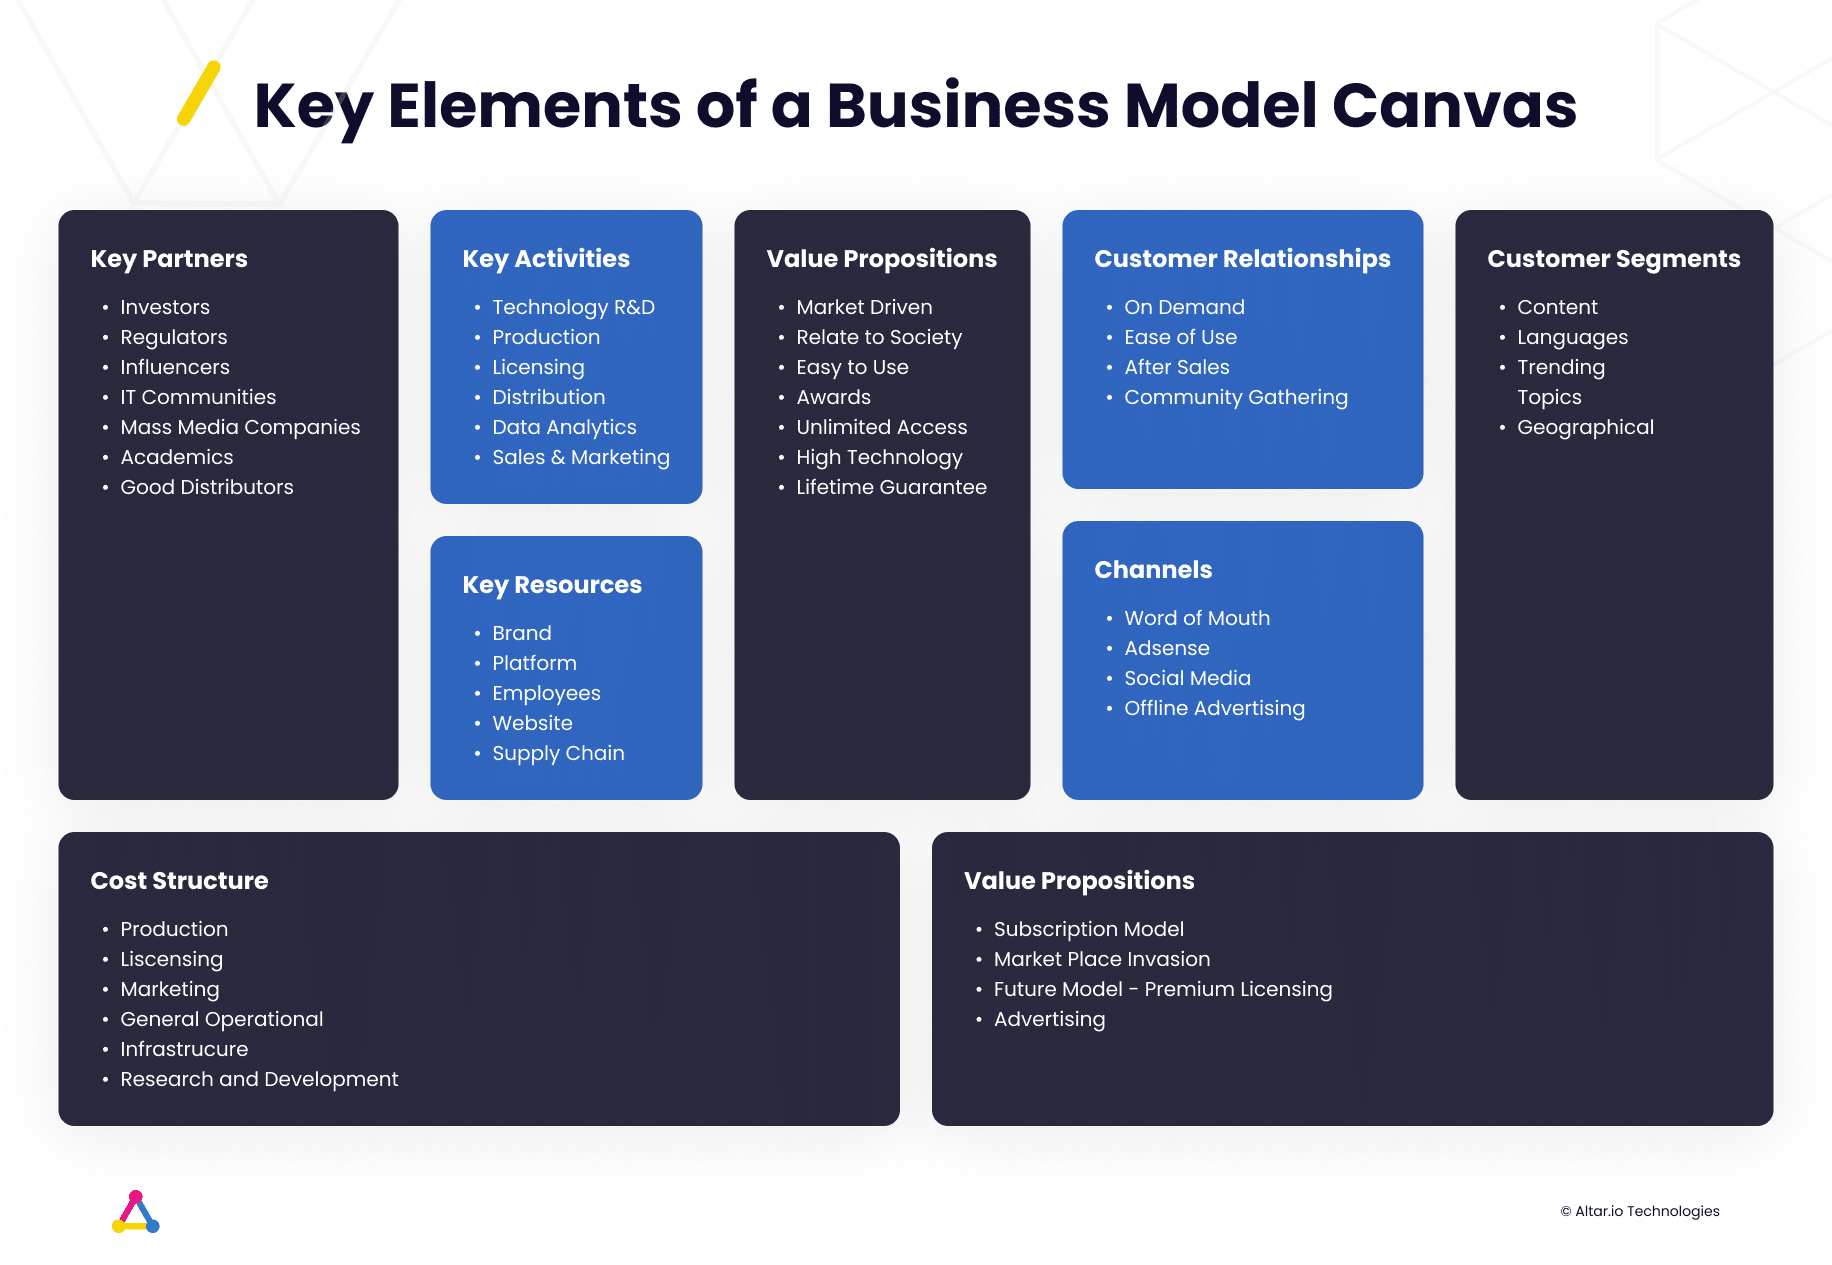 Key Elements of a Business Model Canvas
Key Partners
• Investors
• Regulators
• Influencers
• IT Communities
• Mass Media Companies
• Academics
• Good Distributors
Key Activities
• Technology R&D
• Production
• Licensing
• Distribution
• Data Analytics
• Sales & Marketing
Key Resources
• Brand
• Platform
• Employees
• Website
• Supply Chain
Value Propositions
• Market Driven
• Relate to Society
• Easy to Use
• Awards
• Unlimited Access
• High Technology
• Lifetime Guarantee
Customer Relationships
• On Demand
• Ease of Use
• After Sales
• Community Gathering
Channels
• Word of Mouth
• Adsense
• Social Media
• Offline Advertising
Customer Segments
• Content
• Languages
• Trending
Topics
• Geographical
Cost Structure
• Production
• Liscensing
• Marketing
• General Operational
• Infrastrucure
• Research and Development
Value Propositions
• Subscription Model
• Market Place Invasion
• Future Model - Premium Licensing
• Advertising
© Altar.io Technologies